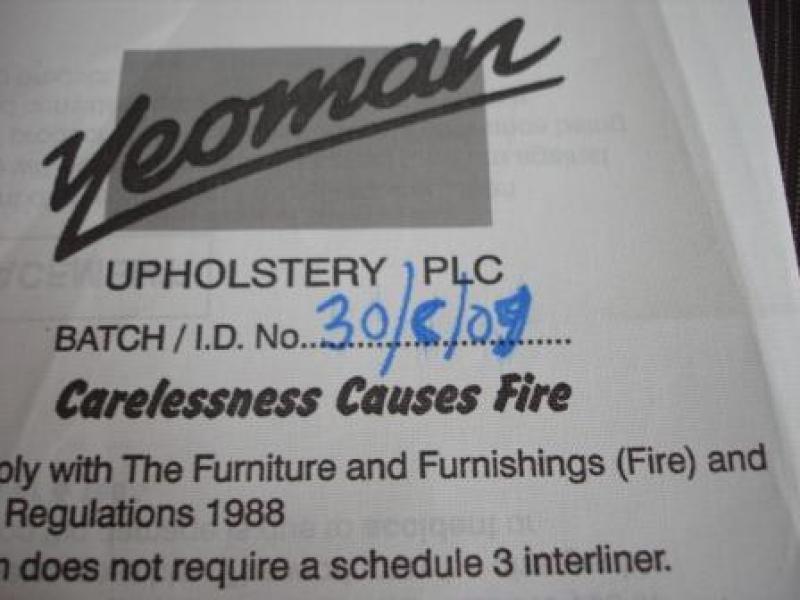 Yeoman
UPHOLSTERY PLC
BATCH / I.D. No...30/8/09...............
Carelessness Causes Fire
ply with The Furniture and Furnishings (Fire) and
Regulations 1988
n does not require a schedule 3 interliner.